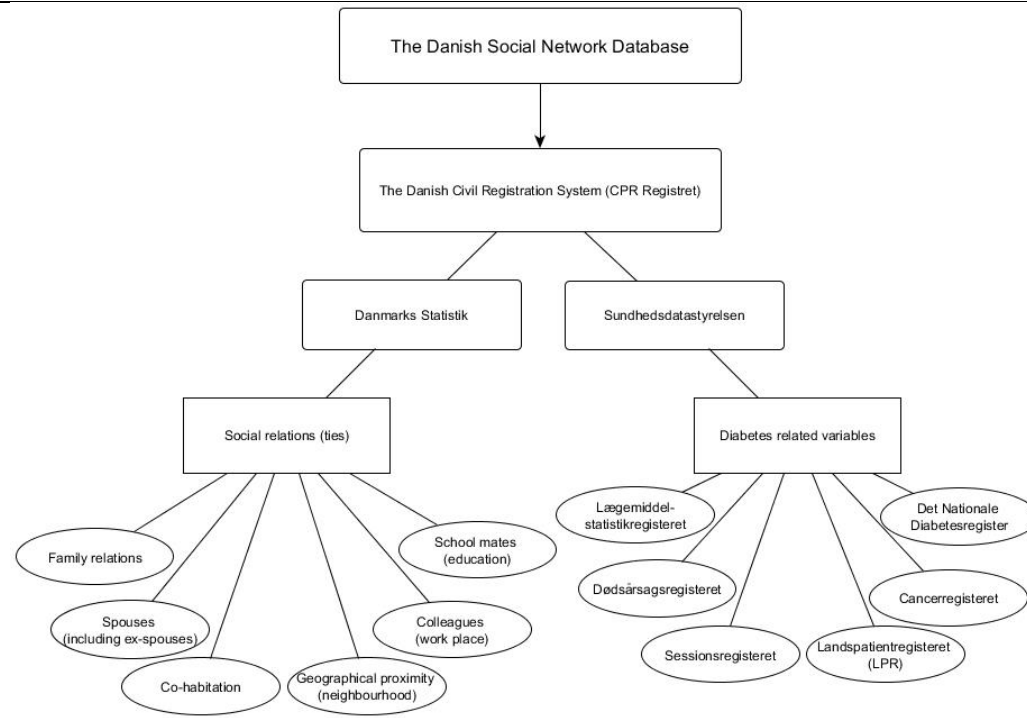 The Danish Social Network Database
The Danish Civil Registration System (CPR Registret)
Danmarks Statistik
Sundhedsdatastyrelsen
Social relations (ties)
Diabetes related variables
Family relations
Spouses
(including ex-spouses)
Co-habitation
Geographical proximity
(neighbourhood)
Colleagues
(work place)
School mates
(education)
Lægemiddel-
statistikregisteret
Dødsårsagsregisteret
Sessionsregisteret
Landspatientregisteret
(LPR)
Cancerregisteret
Det Nationale
Diabetesregister